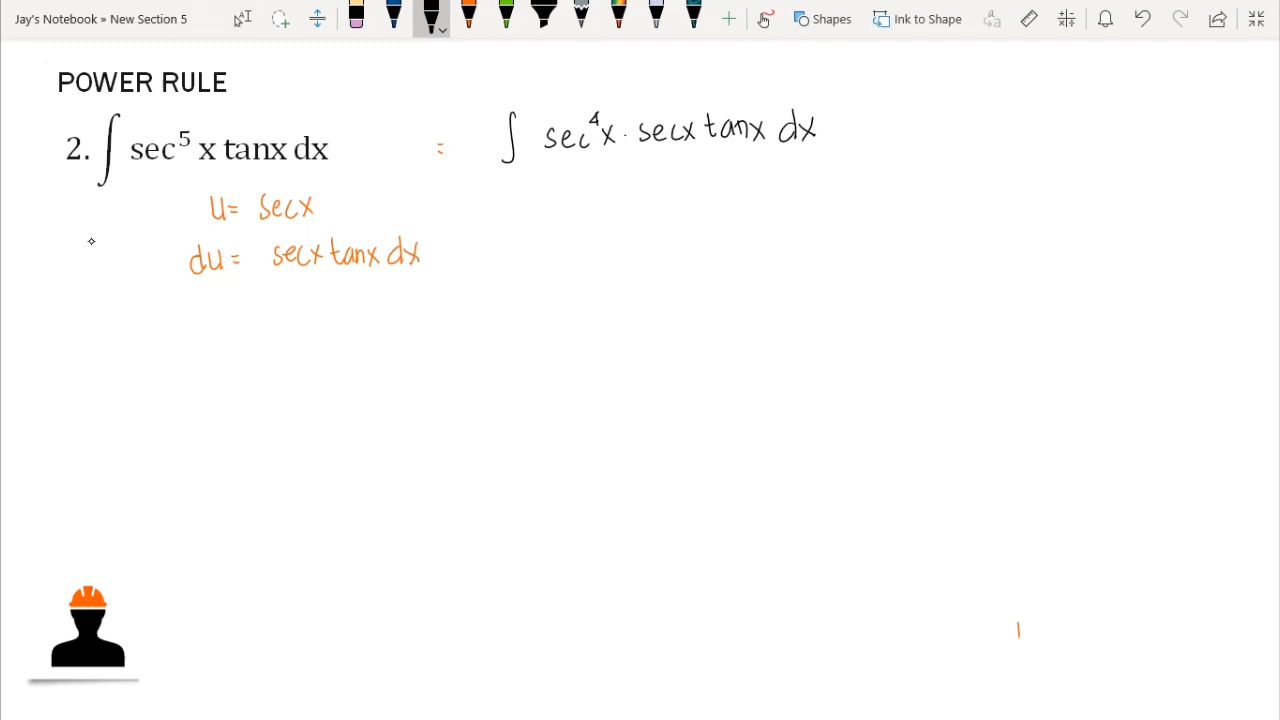 Jay's Notebook » New Section 5
Shapes
Ink to Shape
POWER RULE
2. ∫ sec⁵ x tanx dx = ∫ sec⁴x · secx tanx dx
u= secx
du= secx tanx dx